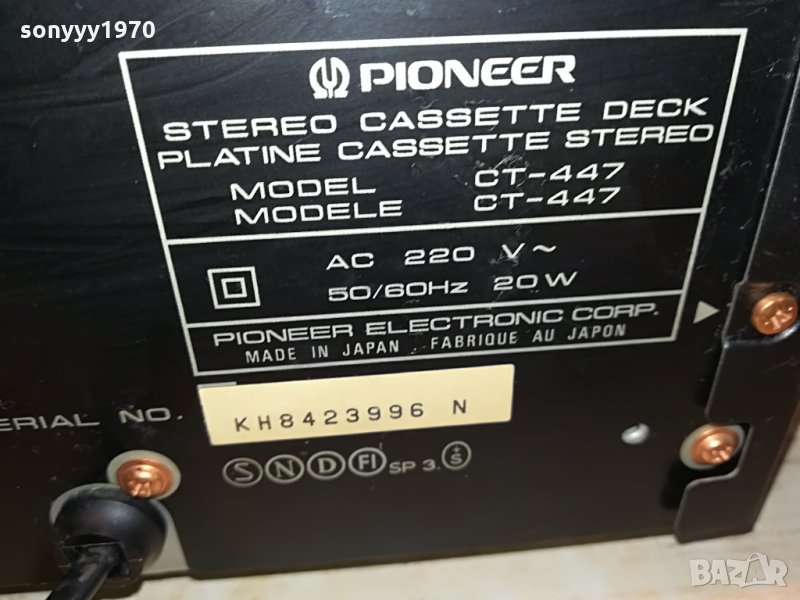 sonyyy1970
PIONEER
STEREO CASSETTE DECK
PLATINE CASSETTE STEREO
MODEL CT-447
MODELE CT-447
AC 220 V~
50/60Hz 20W
PIONEER ELECTRONIC CORP.
MADE IN JAPAN . FABRIQUE AU JAPON
ERIAL NO. KH8423996 N
S N D FI SP 3. S
BAZAR